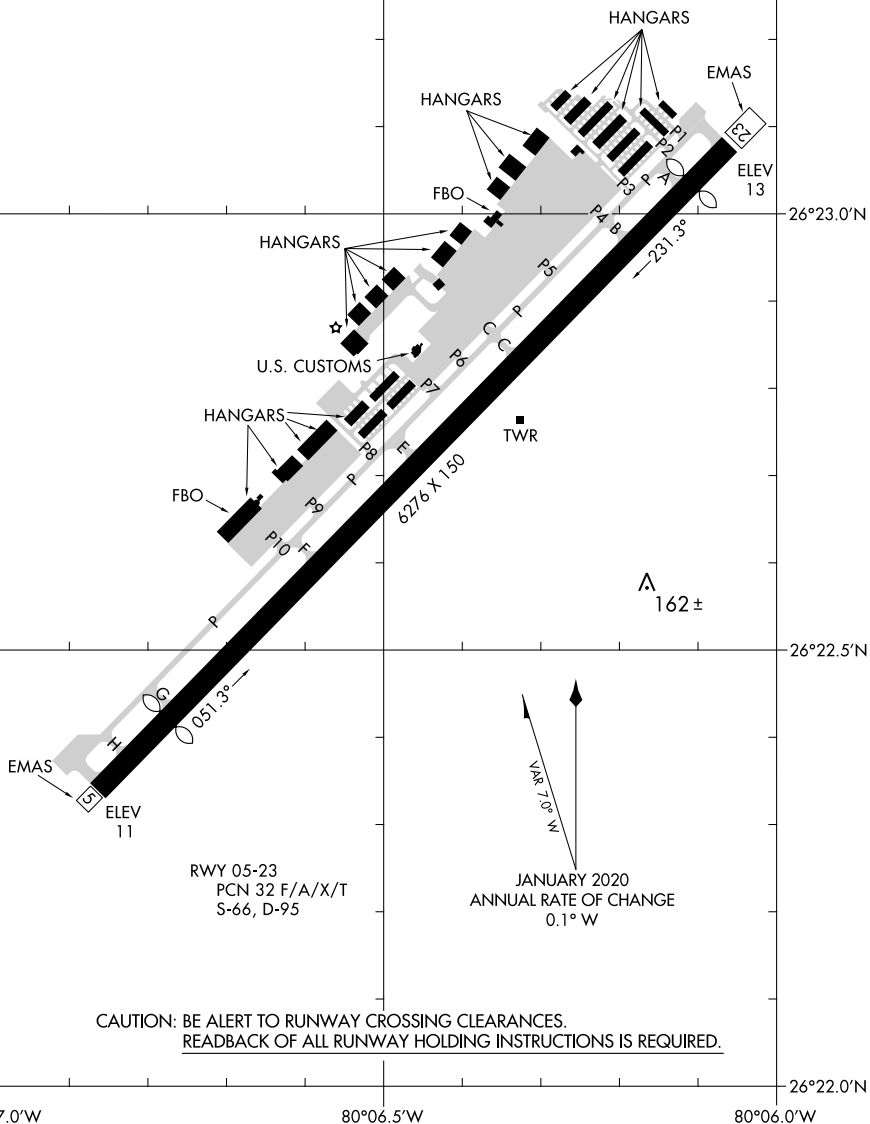 HANGARS
EMAS
HANGARS
23
P1
P2
ELEV
13
FBO
P3
P
A
26°23.0'N
P4
B
HANGARS
231.3°
P5
P
C
C
U.S. CUSTOMS
P6
P7
HANGARS
TWR
P8
E
P
6276 X 150
FBO
P9
P10
F
162 ±
P
26°22.5'N
G
051.3°
H
EMAS
5
ELEV
11
VAR 7.0° W
RWY 05-23
PCN 32 F/A/X/T
S-66, D-95
JANUARY 2020
ANNUAL RATE OF CHANGE
0.1° W
CAUTION: BE ALERT TO RUNWAY CROSSING CLEARANCES.
READBACK OF ALL RUNWAY HOLDING INSTRUCTIONS IS REQUIRED.
26°22.0'N
7.0'W
80°06.5'W
80°06.0'W